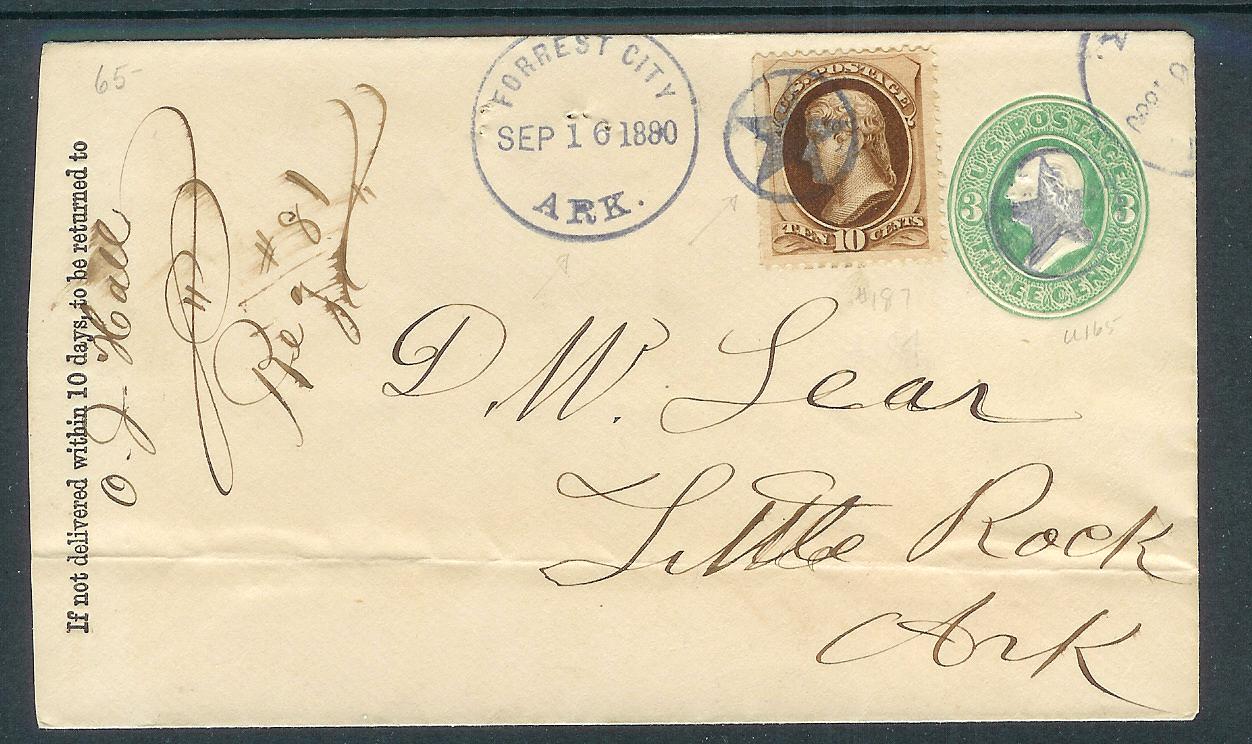 65-
FORREST CITY
SEP 16 1880
ARK.
U.S. POSTAGE
TEN 10 CENTS
U.S. POSTAGE
3 3
THREE CENTS
#187
U165
If not delivered within 10 days, to be returned to
O. J. Hall
Reg #81
D. W. Lear
Little Rock
Ark